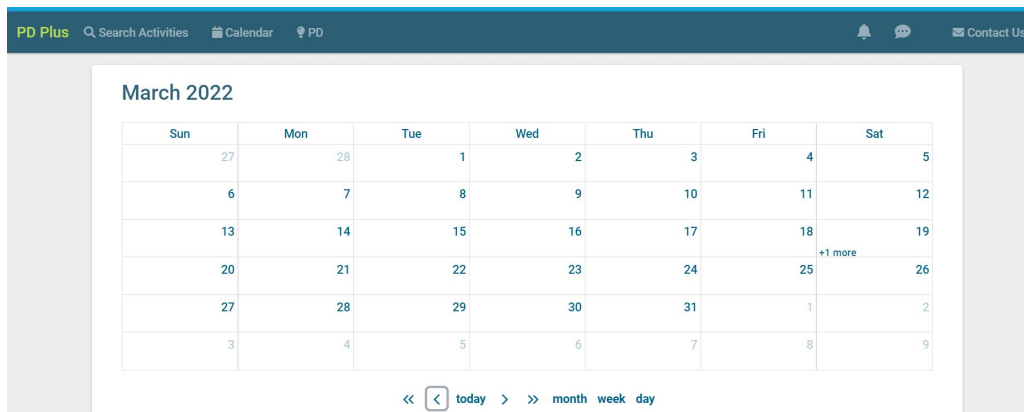 PD Plus Search Activities Calendar PD Contact Us
March 2022
Sun Mon Tue Wed Thu Fri Sat
27 28 1 2 3 4 5
6 7 8 9 10 11 12
13 14 15 16 17 18 19
+1 more
20 21 22 23 24 25 26
27 28 29 30 31 1 2
3 4 5 6 7 8 9
<< < today > >> month week day